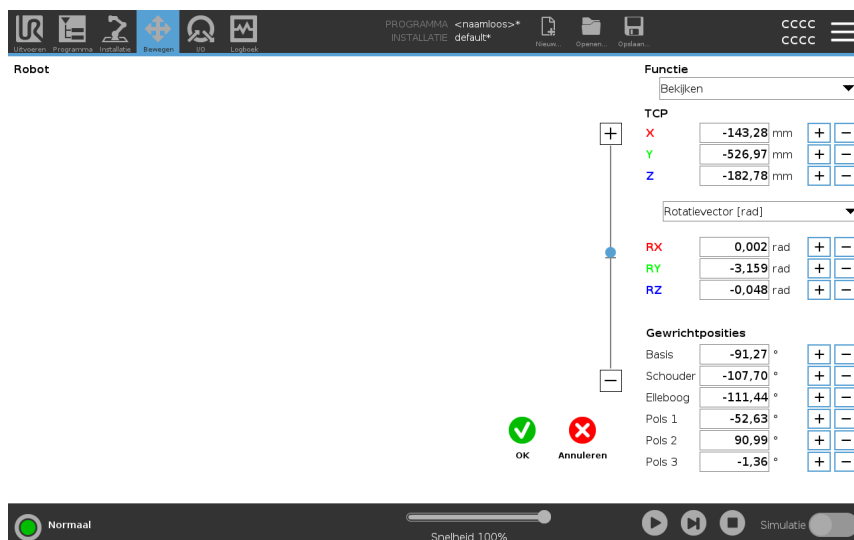 UR
PROGRAMMA <naamloos>*
INSTALLATIE default*
Uitvoeren Programma Installatie Bewegen I/O Logboek Nieuw... Openen... Opslaan...
CCCC
CCCC
Robot
Functie
Bekijken
TCP
X -143,28 mm + −
Y -526,97 mm + −
Z -182,78 mm + −
Rotatievector [rad]
RX 0,002 rad + −
RY -3,159 rad + −
RZ -0,048 rad + −
Gewrichtposities
Basis -91,27 ° + −
Schouder -107,70 ° + −
Elleboog -111,44 ° + −
Pols 1 -52,63 ° + −
Pols 2 90,99 ° + −
Pols 3 -1,36 ° + −
+
−
OK Annuleren
Normaal
Snelheid 100%
Simulatie